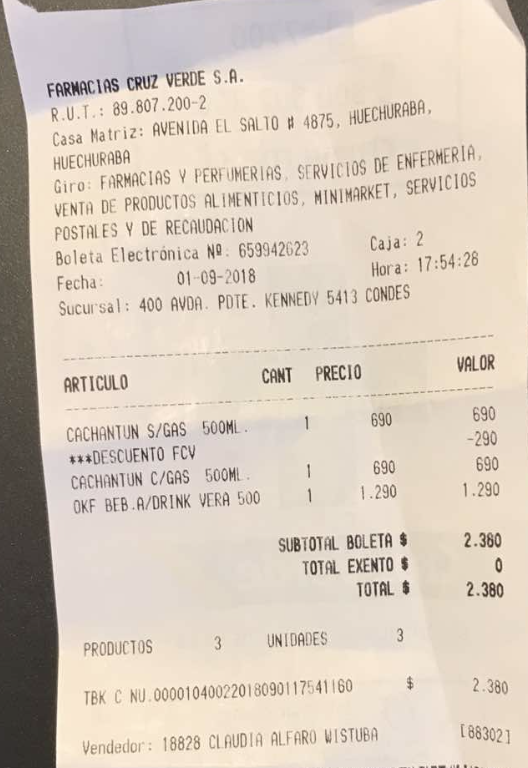 FARMACIAS CRUZ VERDE S.A.
R.U.T.: 89.807.200-2
Casa Matriz: AVENIDA EL SALTO # 4875, HUECHURABA,
HUECHURABA
Giro: FARMACIAS Y PERFUMERIAS, SERVICIOS DE ENFERMERIA,
VENTA DE PRODUCTOS ALIMENTICIOS, MINIMARKET, SERVICIOS
POSTALES Y DE RECAUDACION
Boleta Electrónica Nº: 659942623 Caja: 2
Fecha: 01-09-2018 Hora: 17:54:28
Sucursal: 400 AVDA. PDTE. KENNEDY 5413 CONDES
ARTICULO CANT PRECIO VALOR
CACHANTUN S/GAS 500ML. 1 690 690
***DESCUENTO FCV -290
CACHANTUN C/GAS 500ML. 1 690 690
OKF BEB.A/DRINK VERA 500 1 1.290 1.290
SUBTOTAL BOLETA $ 2.380
TOTAL EXENTO $ 0
TOTAL $ 2.380
PRODUCTOS 3 UNIDADES 3
TBK C NU.00001040022018090117541160 $ 2.380
Vendedor: 18828 CLAUDIA ALFARO WISTUBA [88302]